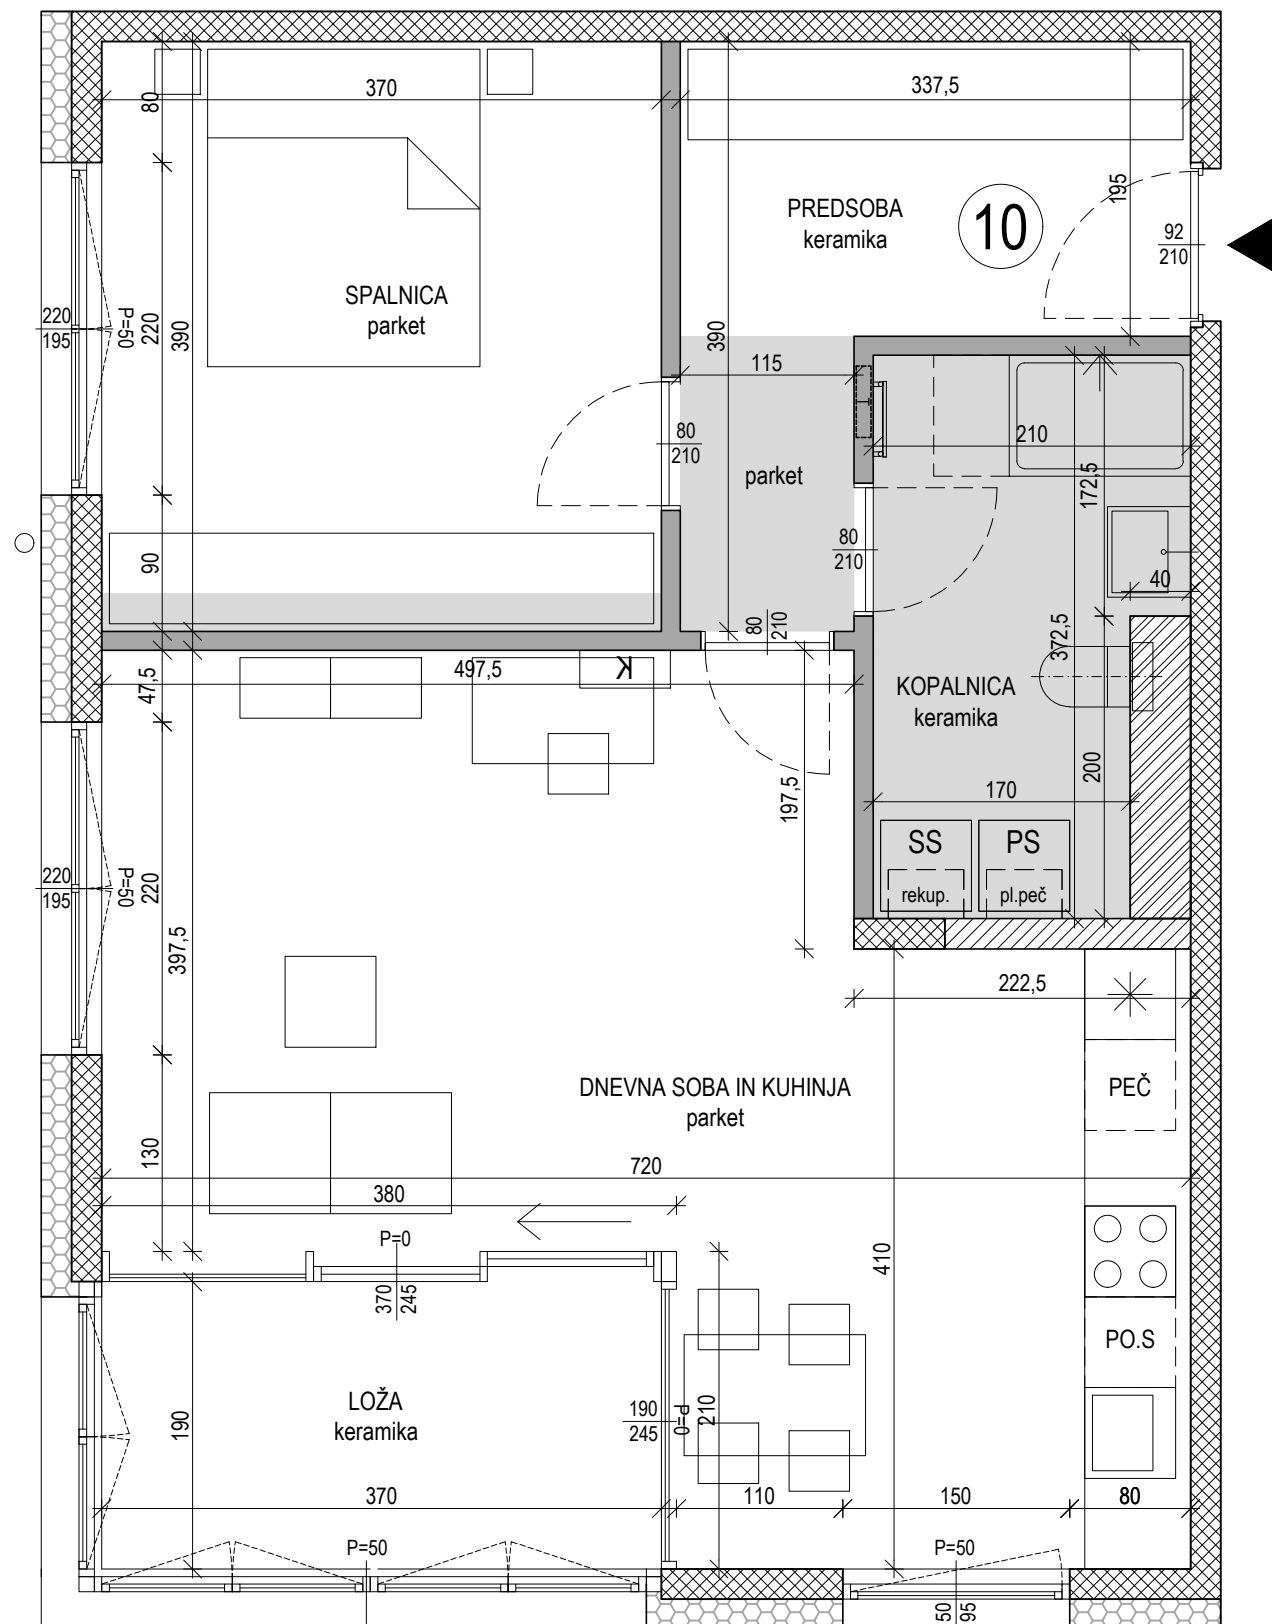 370
337,5
80
195
PREDSOBA
keramika
10
92
210
SPALNICA
parket
220
195
P=50
220
390
390
115
80
210
parket
210
172,5
90
80
210
40
80
210
372,5
47,5
497,5
K
KOPALNICA
keramika
197,5
170
200
SS
PS
rekup.
pl.peč
220
195
P=50
220
397,5
222,5
DNEVNA SOBA IN KUHINJA
parket
PEČ
130
720
380
P=0
370
245
410
PO.S
LOŽA
keramika
190
190
245
P=0
210
370
110
150
80
P=50
P=50
50
95